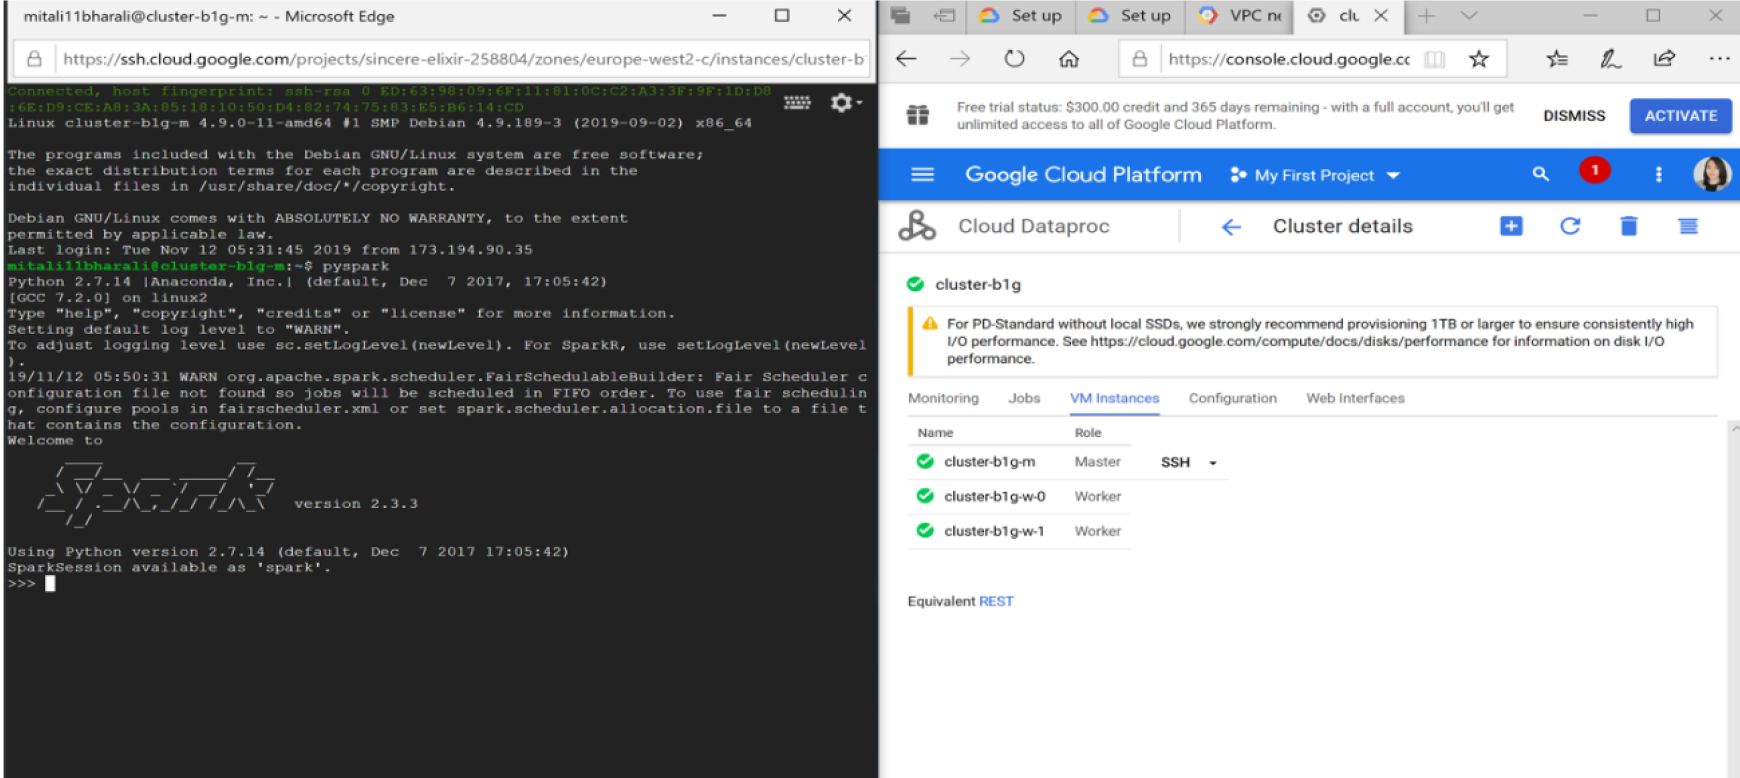 mitali11bharali@cluster-b1g-m: ~ - Microsoft Edge
https://ssh.cloud.google.com/projects/sincere-elixir-258804/zones/europe-west2-c/instances/cluster-b
Connected, host fingerprint: ssh-rsa 0 ED:63:98:09:6F:11:81:0C:C2:A3:3F:9F:1D:D8
:6E:D9:CE:A8:3A:85:18:10:50:D4:82:74:75:83:E5:B6:14:CD
Linux cluster-b1g-m 4.9.0-11-amd64 #1 SMP Debian 4.9.189-3 (2019-09-02) x86_64
The programs included with the Debian GNU/Linux system are free software;
the exact distribution terms for each program are described in the
individual files in /usr/share/doc/*/copyright.
Debian GNU/Linux comes with ABSOLUTELY NO WARRANTY, to the extent
permitted by applicable law.
Last login: Tue Nov 12 05:31:45 2019 from 173.194.90.35
mitali11bharali@cluster-b1g-m:~$ pyspark
Python 2.7.14 |Anaconda, Inc.| (default, Dec  7 2017, 17:05:42)
[GCC 7.2.0] on linux2
Type "help", "copyright", "credits" or "license" for more information.
Setting default log level to "WARN".
To adjust logging level use sc.setLogLevel(newLevel). For SparkR, use setLogLevel(newLevel
).
19/11/12 05:50:31 WARN org.apache.spark.scheduler.FairSchedulableBuilder: Fair Scheduler c
onfiguration file not found so jobs will be scheduled in FIFO order. To use fair schedulin
g, configure pools in fairscheduler.xml or set spark.scheduler.allocation.file to a file t
hat contains the configuration.
Welcome to
Spark version 2.3.3
Using Python version 2.7.14 (default, Dec  7 2017 17:05:42)
SparkSession available as 'spark'.
>>>
Set up
Set up
VPC ne
clu
https://console.cloud.google.cc
Free trial status: $300.00 credit and 365 days remaining - with a full account, you'll get
unlimited access to all of Google Cloud Platform.
DISMISS
ACTIVATE
Google Cloud Platform
My First Project
1
Cloud Dataproc
Cluster details
cluster-b1g
For PD-Standard without local SSDs, we strongly recommend provisioning 1TB or larger to ensure consistently high
I/O performance. See https://cloud.google.com/compute/docs/disks/performance for information on disk I/O
performance.
Monitoring Jobs VM Instances Configuration Web Interfaces
Name Role
cluster-b1g-m Master SSH
cluster-b1g-w-0 Worker
cluster-b1g-w-1 Worker
Equivalent REST